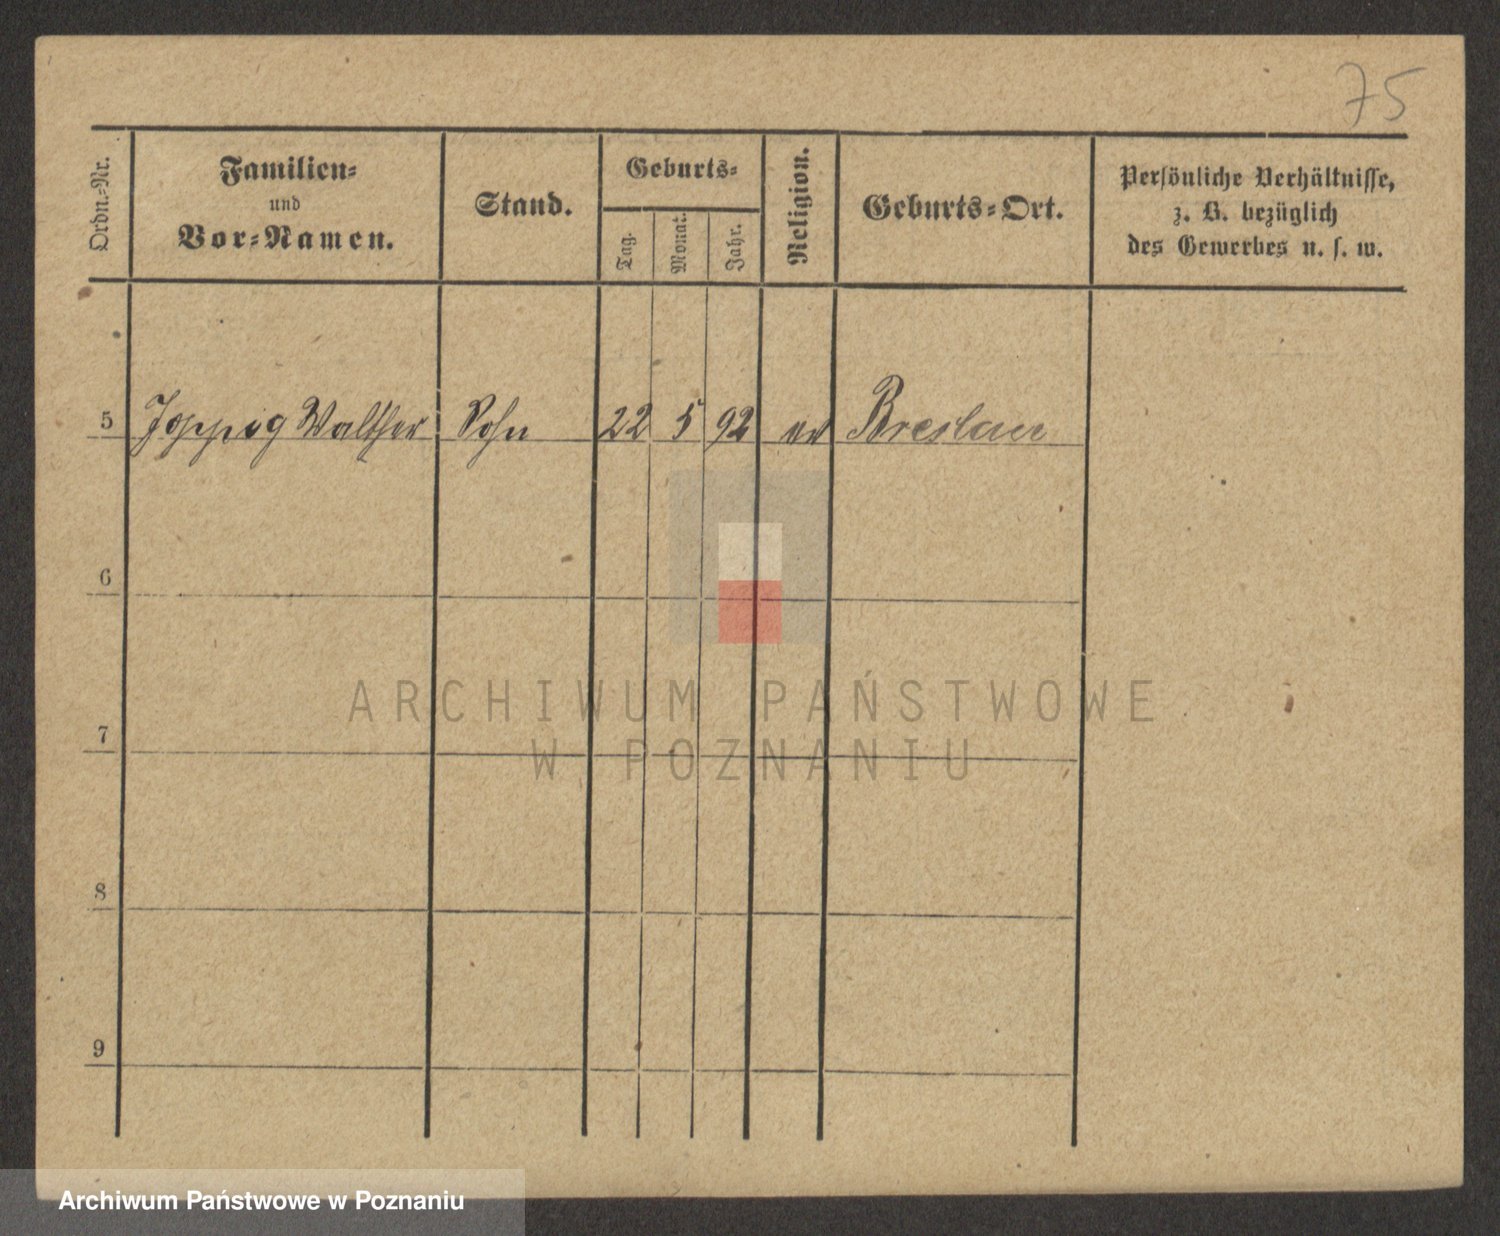 75
Ordn.-Nr.
Familien-
und
Vor-Namen.
Stand.
Geburts-
Tag.
Monat.
Jahr.
Religion.
Geburts-Ort.
Persönliche Verhältnisse,
z. B. bezüglich
des Gewerbes u. s. w.
5 Walther Sohn 22 5 92 Breslau
6
7
8
9
ARCHIWUM PAŃSTWOWE
W POZNANIU
Archiwum Państwowe w Poznaniu